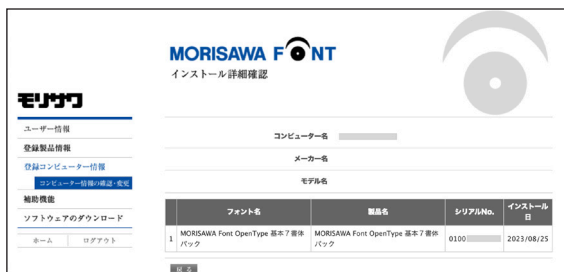 MORISAWA FONT
インストール詳細確認
モリサワ
ユーザー情報
登録製品情報
登録コンピューター情報
コンピューター情報の確認・変更
補助機能
ソフトウェアのダウンロード
ホーム ログアウト
コンピューター名
メーカー名
モデル名
フォント名 製品名 シリアルNo. インストール
日
1 MORISAWA Font OpenType 基本7書体 MORISAWA Font OpenType 基本7書体 0100 2023/08/25
パック パック
戻る